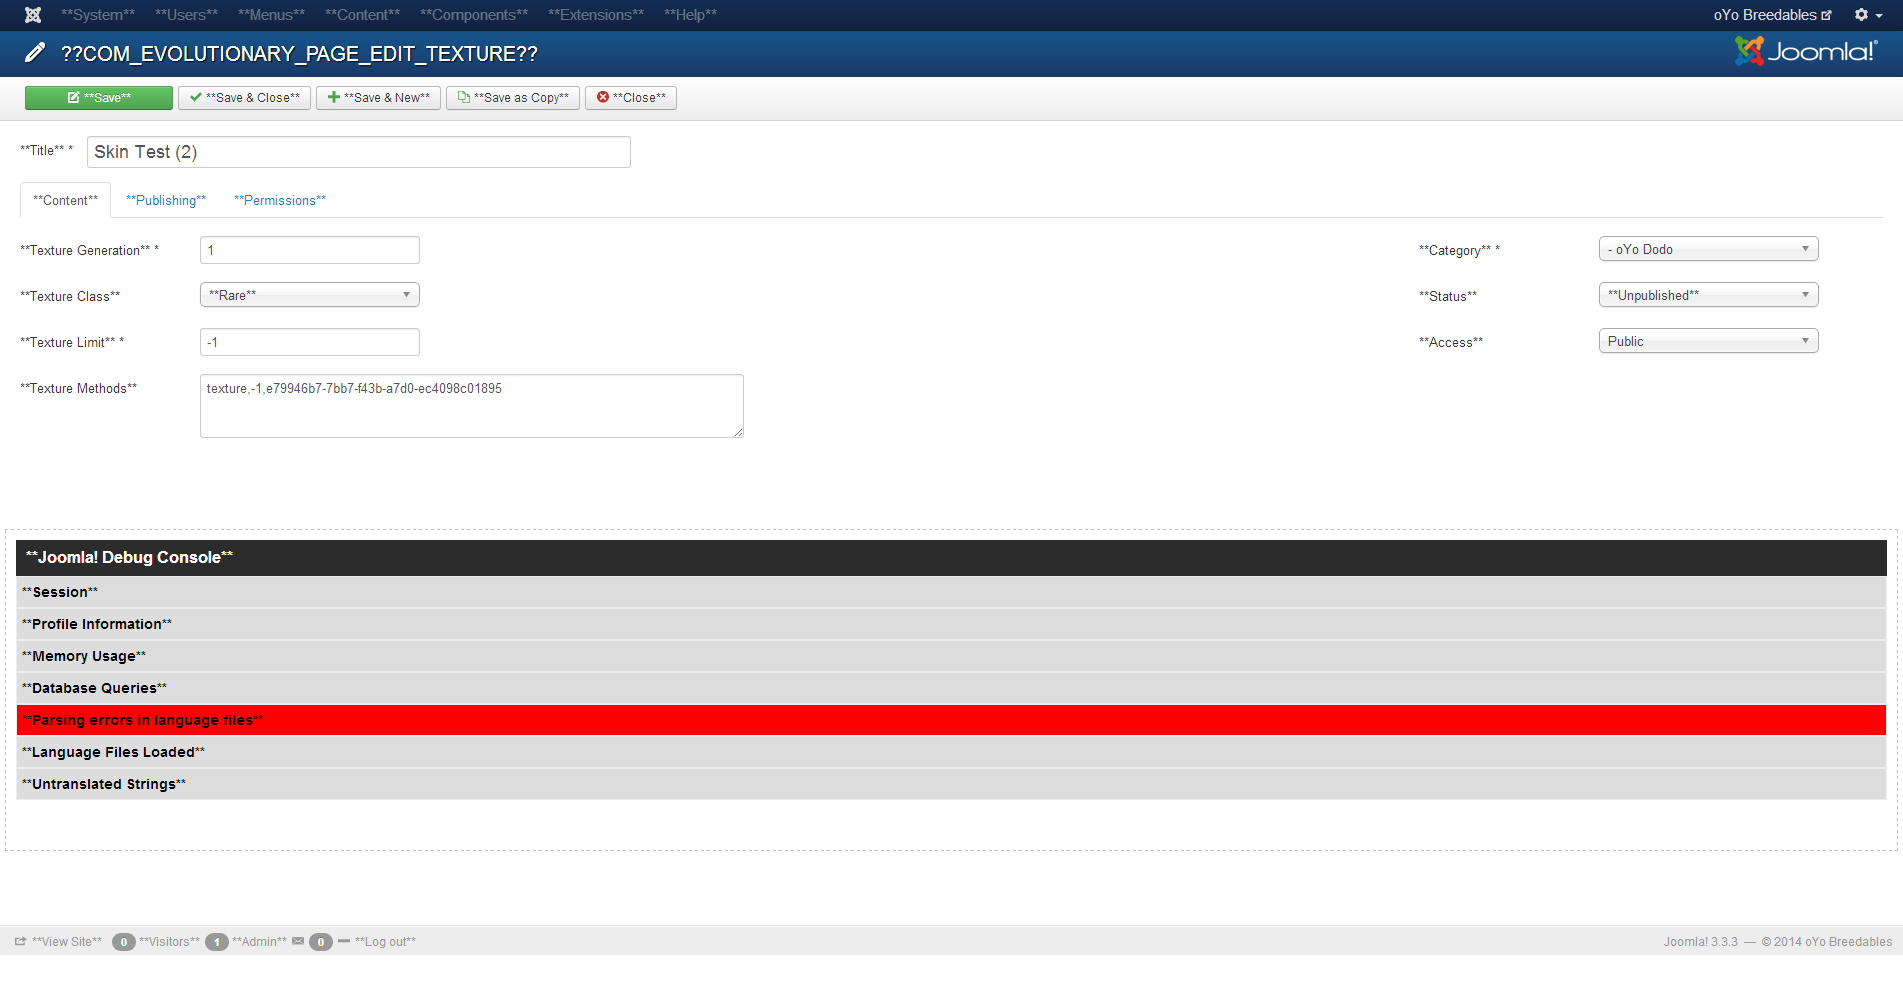 **System** **Users** **Menus** **Content** **Components** **Extensions** **Help** oYo Breedables
??COM_EVOLUTIONARY_PAGE_EDIT_TEXTURE?? Joomla!®
**Save** **Save & Close** **Save & New** **Save as Copy** **Close**
**Title** * Skin Test (2)
**Content** **Publishing** **Permissions**
**Texture Generation** * 1 **Category** * - oYo Dodo
**Texture Class** **Rare** **Status** **Unpublished**
**Texture Limit** * -1 **Access** Public
**Texture Methods** texture,-1,e79946b7-7bb7-f43b-a7d0-ec4098c01895
**Joomla! Debug Console**
**Session**
**Profile Information**
**Memory Usage**
**Database Queries**
**Parsing errors in language files**
**Language Files Loaded**
**Untranslated Strings**
**View Site** 0 **Visitors** 1 **Admin** 0 **Log out** Joomla! 3.3.3 — © 2014 oYo Breedables